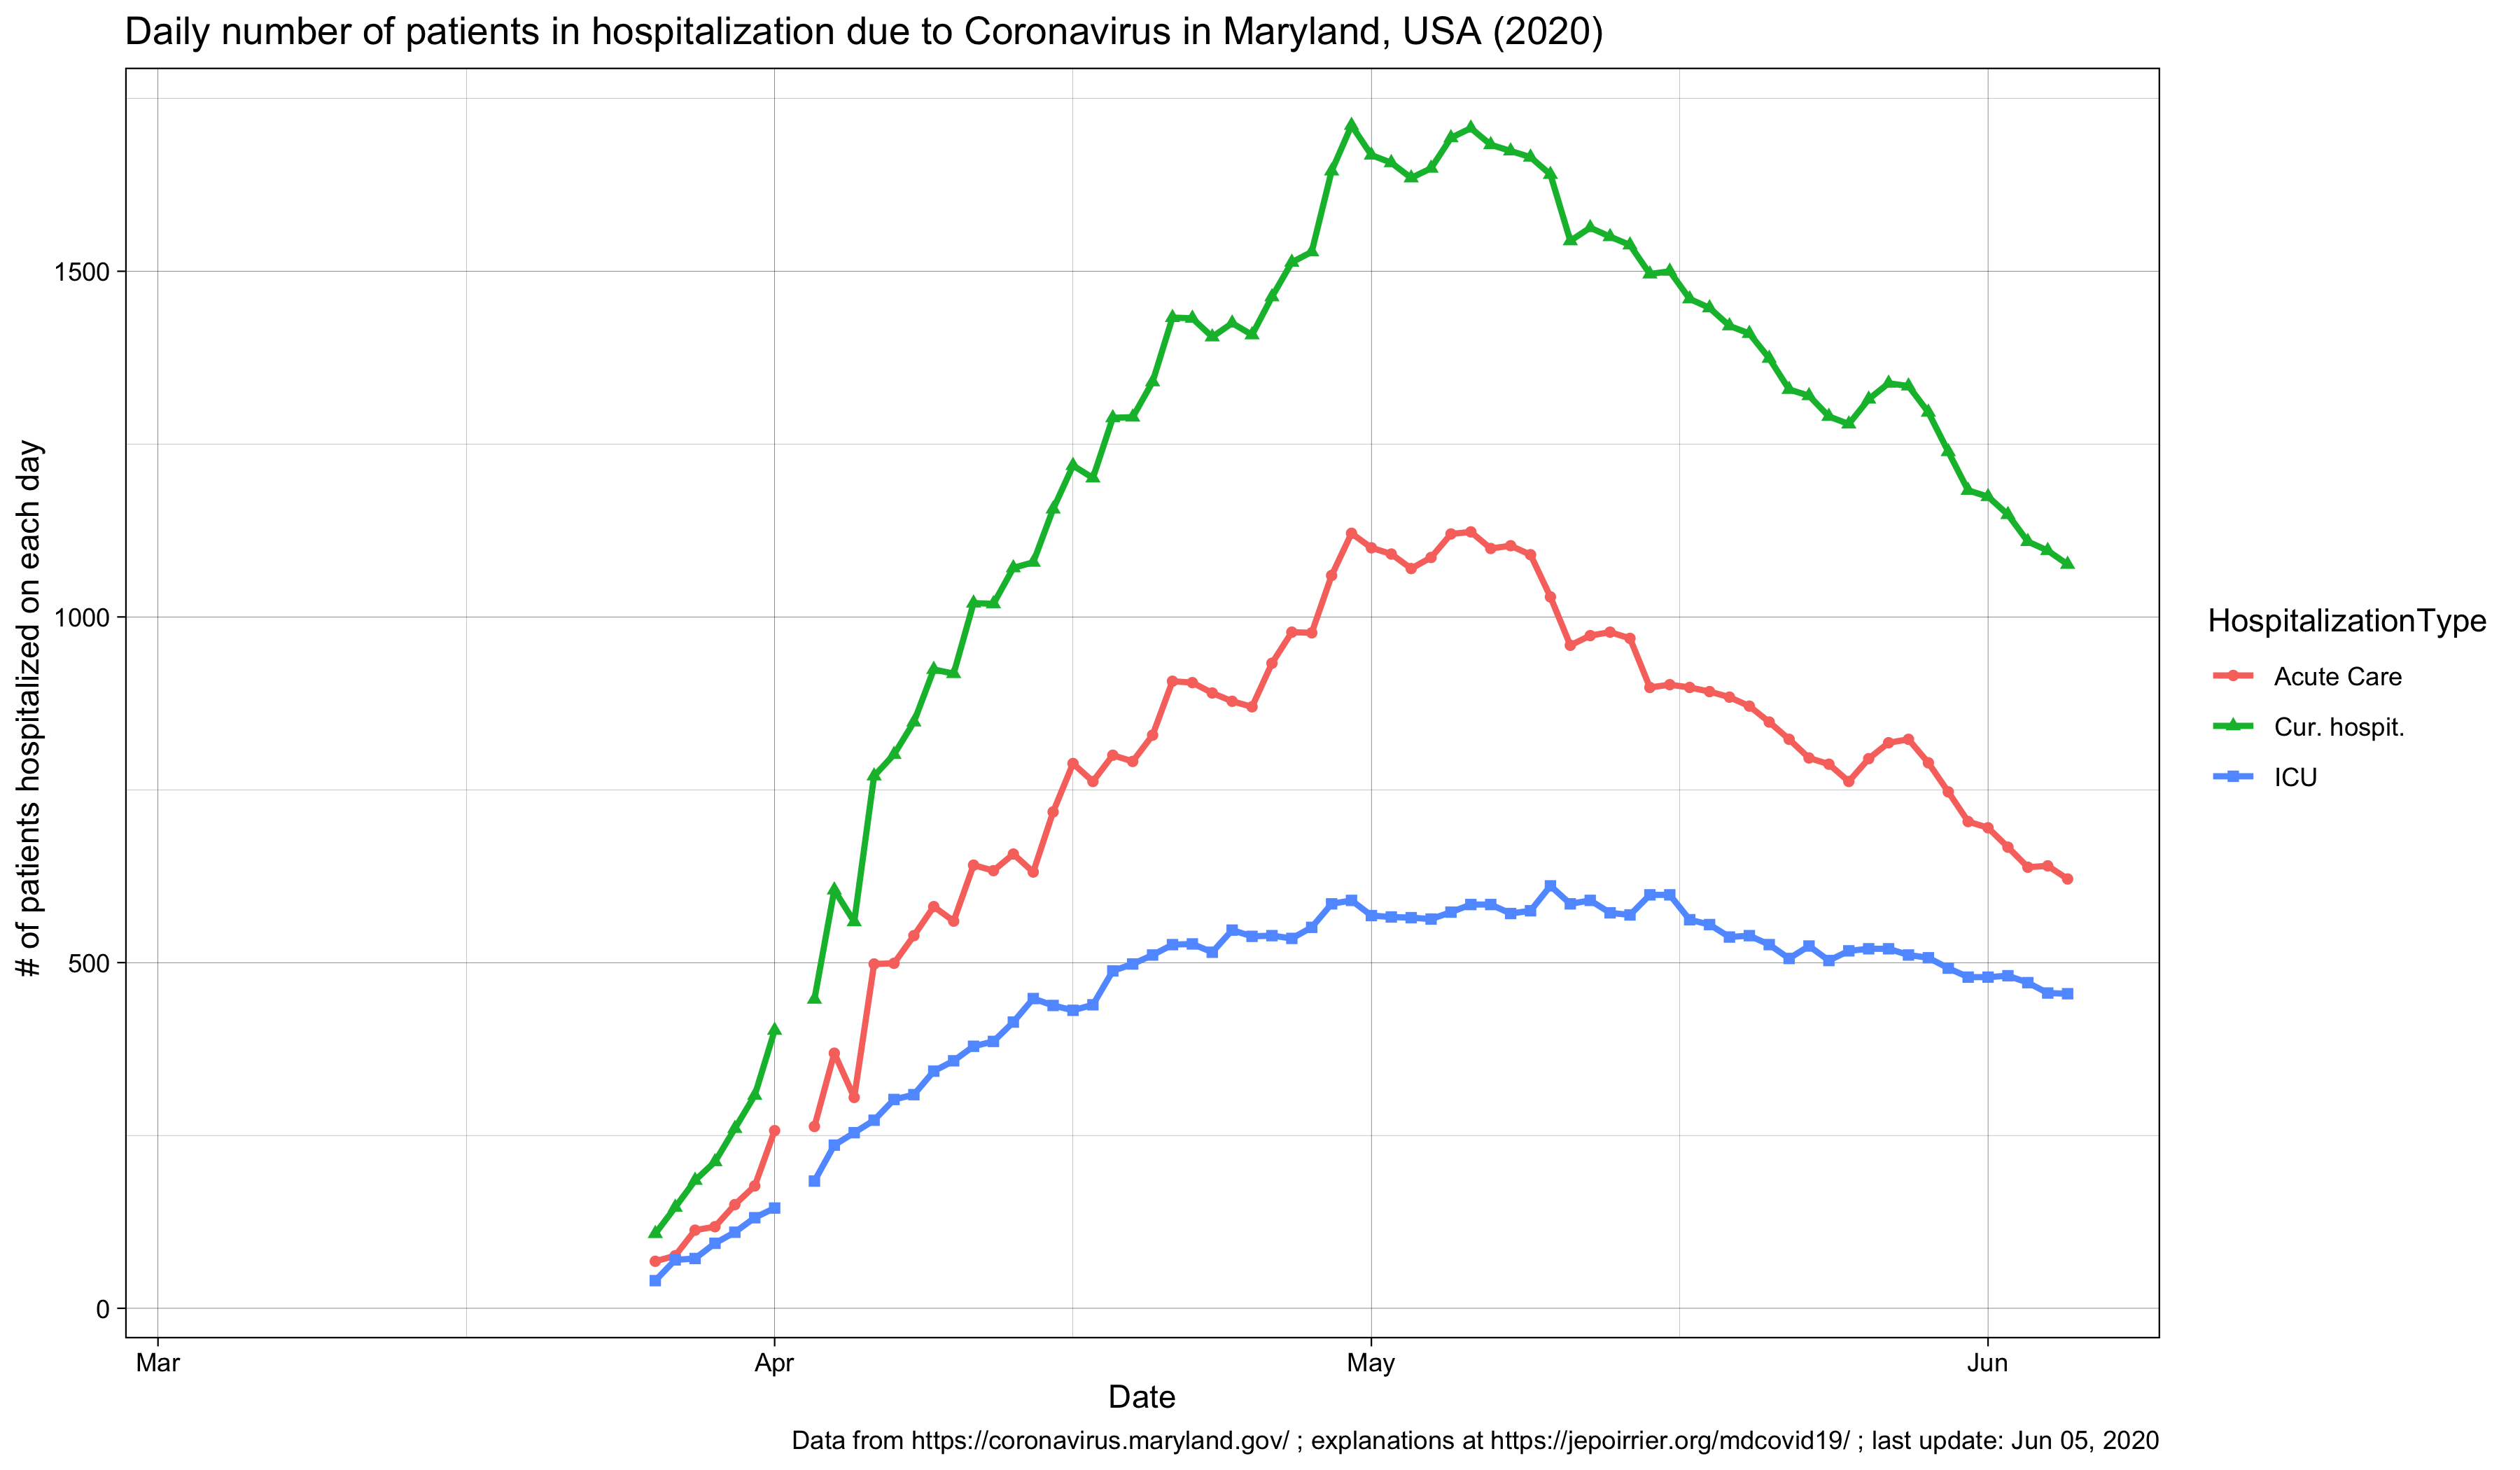 Daily number of patients in hospitalization due to Coronavirus in Maryland, USA (2020)
# of patients hospitalized on each day
1500
1000
500
0
Mar Apr May Jun
Date
HospitalizationType
Acute Care
Cur. hospit.
ICU
Data from https://coronavirus.maryland.gov/ ; explanations at https://jepoirrier.org/mdcovid19/ ; last update: Jun 05, 2020